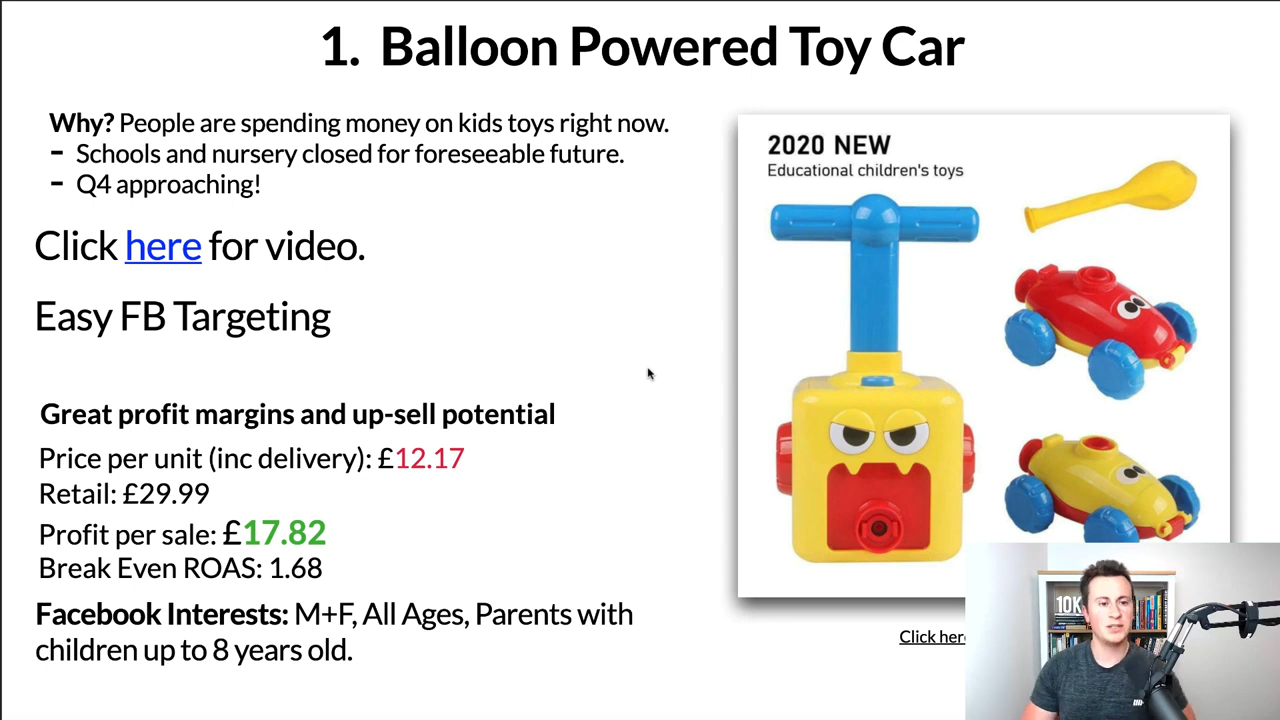 1. Balloon Powered Toy Car
Why? People are spending money on kids toys right now.
- Schools and nursery closed for foreseeable future.
- Q4 approaching!
Click here for video.
Easy FB Targeting
Great profit margins and up-sell potential
Price per unit (inc delivery): £12.17
Retail: £29.99
Profit per sale: £17.82
Break Even ROAS: 1.68
Facebook Interests: M+F, All Ages, Parents with
children up to 8 years old.
2020 NEW
Educational children's toys
Click here
10K